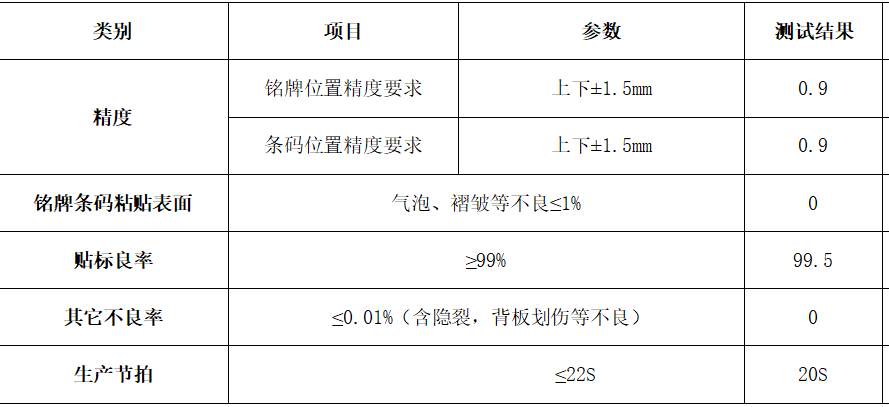 类别 项目 参数 测试结果
精度 铭牌位置精度要求 上下±1.5mm 0.9
条码位置精度要求 上下±1.5mm 0.9
铭牌条码粘贴表面 气泡、褶皱等不良≤1% 0
贴标良率 ≥99% 99.5
其它不良率 ≤0.01%（含隐裂，背板划伤等不良） 0
生产节拍 ≤22S 20S